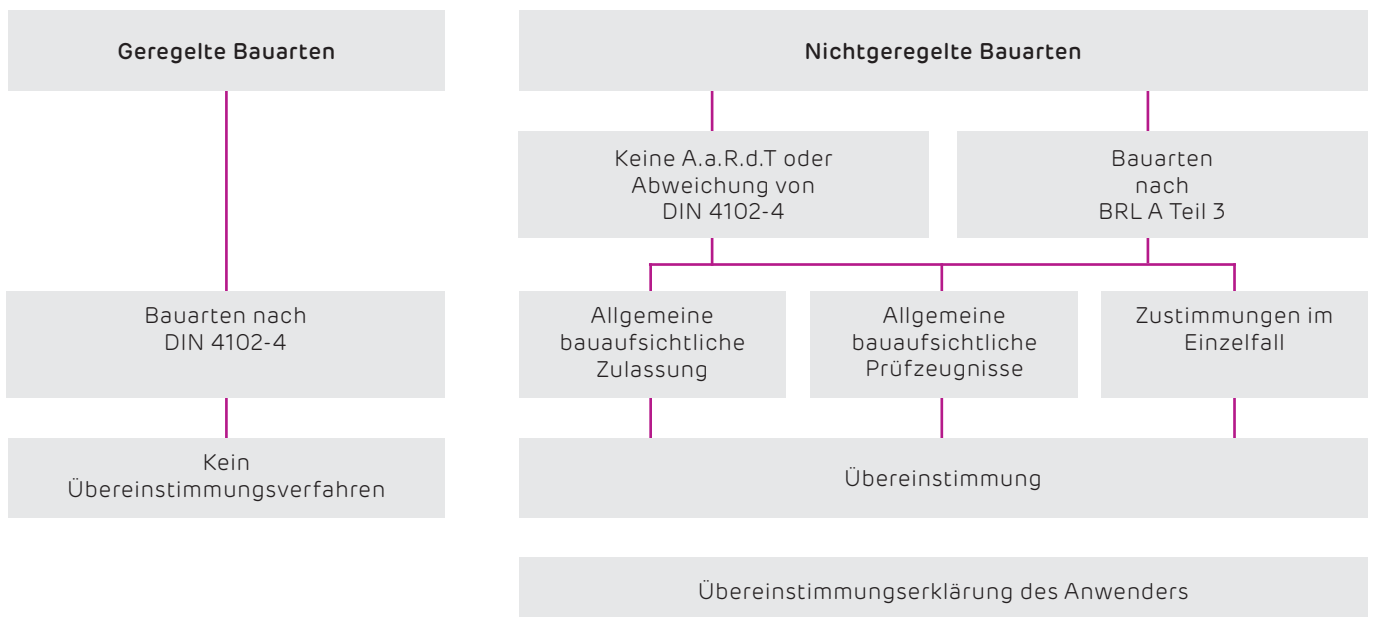 Geregelte Bauarten
Nichtgeregelte Bauarten
Keine A.a.R.d.T oder
Abweichung von
DIN 4102-4
Bauarten
nach
BRL A Teil 3
Bauarten nach
DIN 4102-4
Allgemeine
bauaufsichtliche
Zulassung
Allgemeine
bauaufsichtliche
Prüfzeugnisse
Zustimmungen im
Einzelfall
Kein
Übereinstimmungsverfahren
Übereinstimmung
Übereinstimmungserklärung des Anwenders